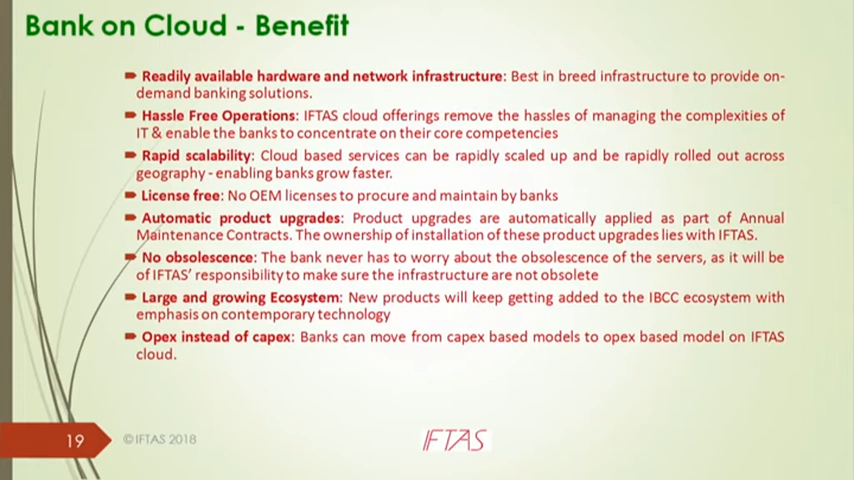 Bank on Cloud - Benefit
Readily available hardware and network infrastructure: Best in breed infrastructure to provide on-
demand banking solutions.
Hassle Free Operations: IFTAS cloud offerings remove the hassles of managing the complexities of
IT & enable the banks to concentrate on their core competencies
Rapid scalability: Cloud based services can be rapidly scaled up and be rapidly rolled out across
geography - enabling banks grow faster.
License free: No OEM licenses to procure and maintain by banks
Automatic product upgrades: Product upgrades are automatically applied as part of Annual
Maintenance Contracts. The ownership of installation of these product upgrades lies with IFTAS.
No obsolescence: The bank never has to worry about the obsolescence of the servers, as it will be
of IFTAS' responsibility to make sure the infrastructure are not obsolete
Large and growing Ecosystem: New products will keep getting added to the IBCC ecosystem with
emphasis on contemporary technology
Opex instead of capex: Banks can move from capex based models to opex based model on IFTAS
cloud.
19
©IFTAS 2018
IFTAS